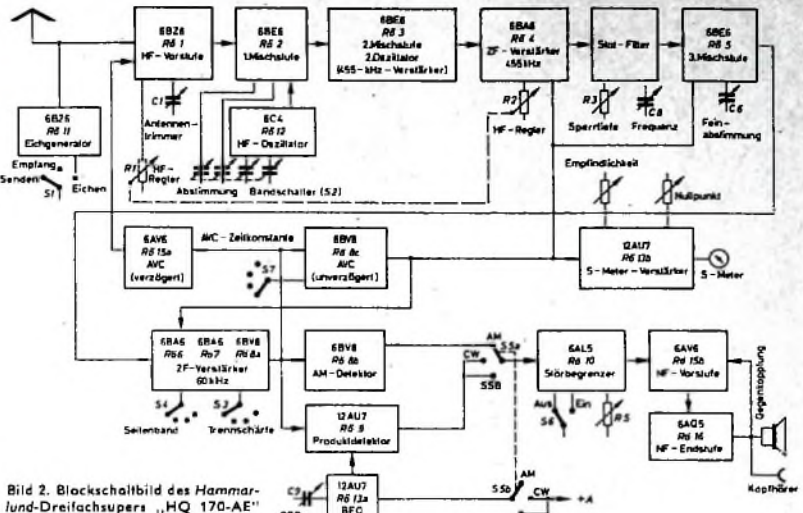 6BZ6
Rö 1
HF-Vorstufe
6BE6
Rö 2
1.Mischstufe
6BE6
Rö 3
2.Mischstufe
2.Oszillator
(455-kHz-Verstärker)
6BA6
Rö 4
ZF-Verstärker
455kHz
Slot-Filter
6BE6
Rö 5
3.Mischstufe
C1
Antennen-
trimmer
6C4
Rö 12
HF-Oszillator
R2
HF-Regler
R3
Sperrtiefe
C8
Frequenz
C6
Fein-
abstimmung
6BZ6
Rö 11
Eichgenerator
Empfang
Senden
Eichen
S1
R1
HF-
Regler
Abstimmung
Bandschalter (S2)
Empfindlichkeit
Nullpunkt
6AV6
Rö 15a
AVC
(verzögert)
AVC-Zeitkonstante
S7
6BV8
Rö 8c
AVC
(unverzögert)
12AU7
Rö 13b
S-Meter-Verstärker
S-Meter
6BA6
Rö 6
6BA6
Rö 7
6BV8
Rö 8a
ZF-Verstärker
60kHz
6BV8
Rö 8b
AM-Detektor
AM
S5a
CW
SSB
6AL5
Rö 10
Störbegrenzer
6AV6
Rö 15b
NF-Vorstufe
Gegenkopplung
S4
Seitenband
S3
Trennschärfe
12AU7
Rö 9
Produktdetektor
Aus
Ein
S6
R5
6AQ5
Rö 16
NF-Endstufe
Kopfhörer
Bild 2. Blockschaltbild des Hammar-
lund-Dreifachsupers „HQ 170-AE"
C9
12AU7
Rö 13a
BFO
AM
S5b
CW
+A